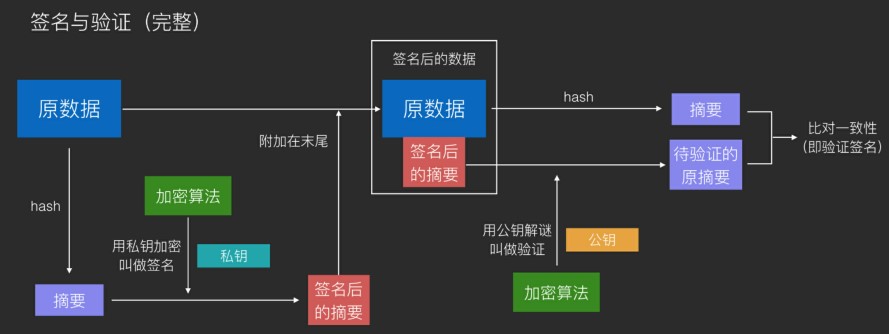 签名与验证（完整）
签名后的数据
原数据
原数据
hash
摘要
附加在末尾
签名后
的摘要
待验证的
原摘要
比对一致性
(即验证签名)
hash
加密算法
用私钥加密
叫做签名
私钥
用公钥解谜
叫做验证
公钥
摘要
签名后
的摘要
加密算法